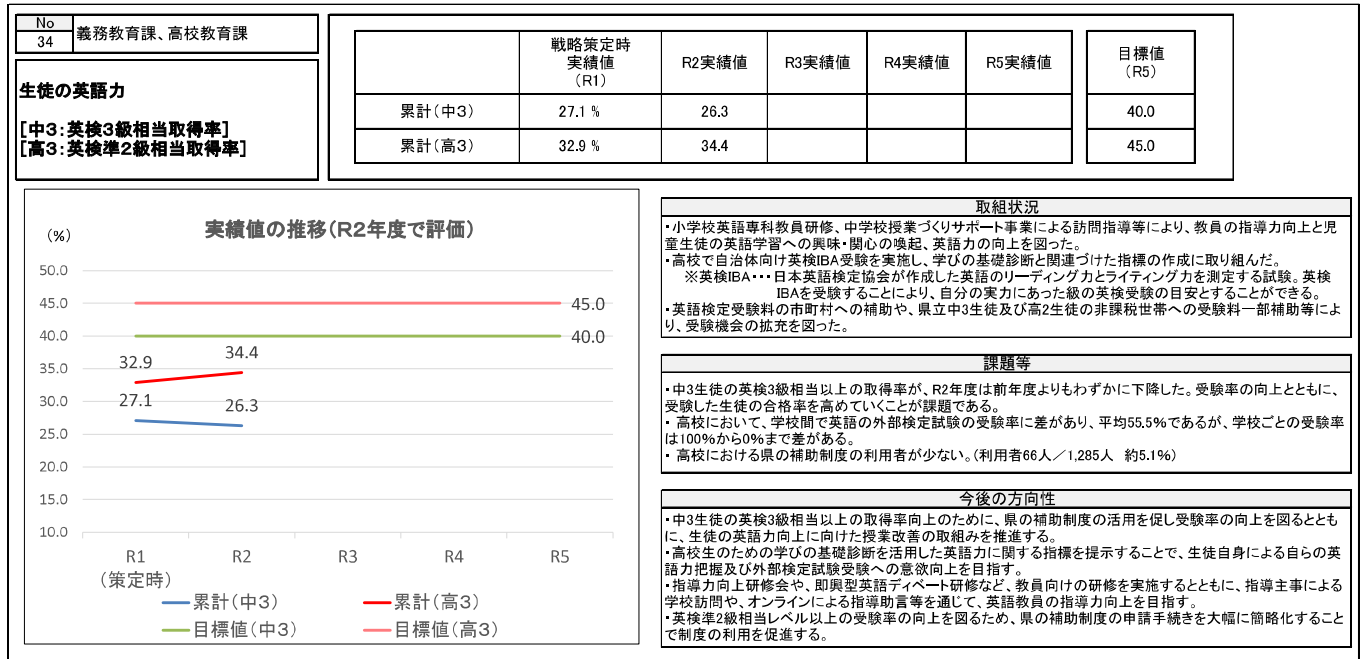 No
34
義務教育課、高校教育課
生徒の英語力
[中3:英検3級相当取得率]
[高3:英検準2級相当取得率]
戦略策定時
実績値
(R1)
R2実績値
R3実績値
R4実績値
R5実績値
目標値
(R5)
累計(中3)
27.1 %
26.3
40.0
累計(高3)
32.9 %
34.4
45.0
実績値の推移(R2年度で評価)
(%)
50.0
45.0
40.0
35.0
30.0
25.0
20.0
15.0
10.0
45.0
40.0
32.9
34.4
27.1
26.3
R1
(策定時)
R2
R3
R4
R5
累計(中3)
累計(高3)
目標値(中3)
目標値(高3)
取組状況
・小学校英語専科教員研修、中学校授業づくりサポート事業による訪問指導等により、教員の指導力向上と児
童生徒の英語学習への興味・関心の喚起、英語力の向上を図った。
・高校で自治体向け英検IBA受験を実施し、学びの基礎診断と関連づけた指標の作成に取り組んだ。
※英検IBA・・・日本英語検定協会が作成した英語のリーディング力とライティング力を測定する試験。英検
IBAを受験することにより、自分の実力にあった級の英検受験の目安とすることができる。
・英語検定受験料の市町村への補助や、県立中3生徒及び高2生徒の非課税世帯への受験料一部補助等によ
り、受験機会の拡充を図った。
課題等
・中3生徒の英検3級相当以上の取得率が、R2年度は前年度よりもわずかに下降した。受験率の向上とともに、
受験した生徒の合格率を高めていくことが課題である。
・ 高校において、学校間で英語の外部検定試験の受験率に差があり、平均55.5%であるが、学校ごとの受験率
は100%から0%まで差がある。
・ 高校における県の補助制度の利用者が少ない。(利用者66人/1,285人 約5.1%)
今後の方向性
・中3生徒の英検3級相当以上の取得率向上のために、県の補助制度の活用を促し受験率の向上を図るととも
に、生徒の英語力向上に向けた授業改善の取組みを推進する。
・高校生のための学びの基礎診断を活用した英語力に関する指標を提示することで、生徒自身による自らの英
語力把握及び外部検定試験受験への意欲向上を目指す。
・指導力向上研修会や、即興型英語ディベート研修など、教員向けの研修を実施するとともに、指導主事による
学校訪問や、オンラインによる指導助言等を通じて、英語教員の指導力向上を目指す。
・英検準2級相当レベル以上の受験率の向上を図るため、県の補助制度の申請手続きを大幅に簡略化すること
で制度の利用を促進する。